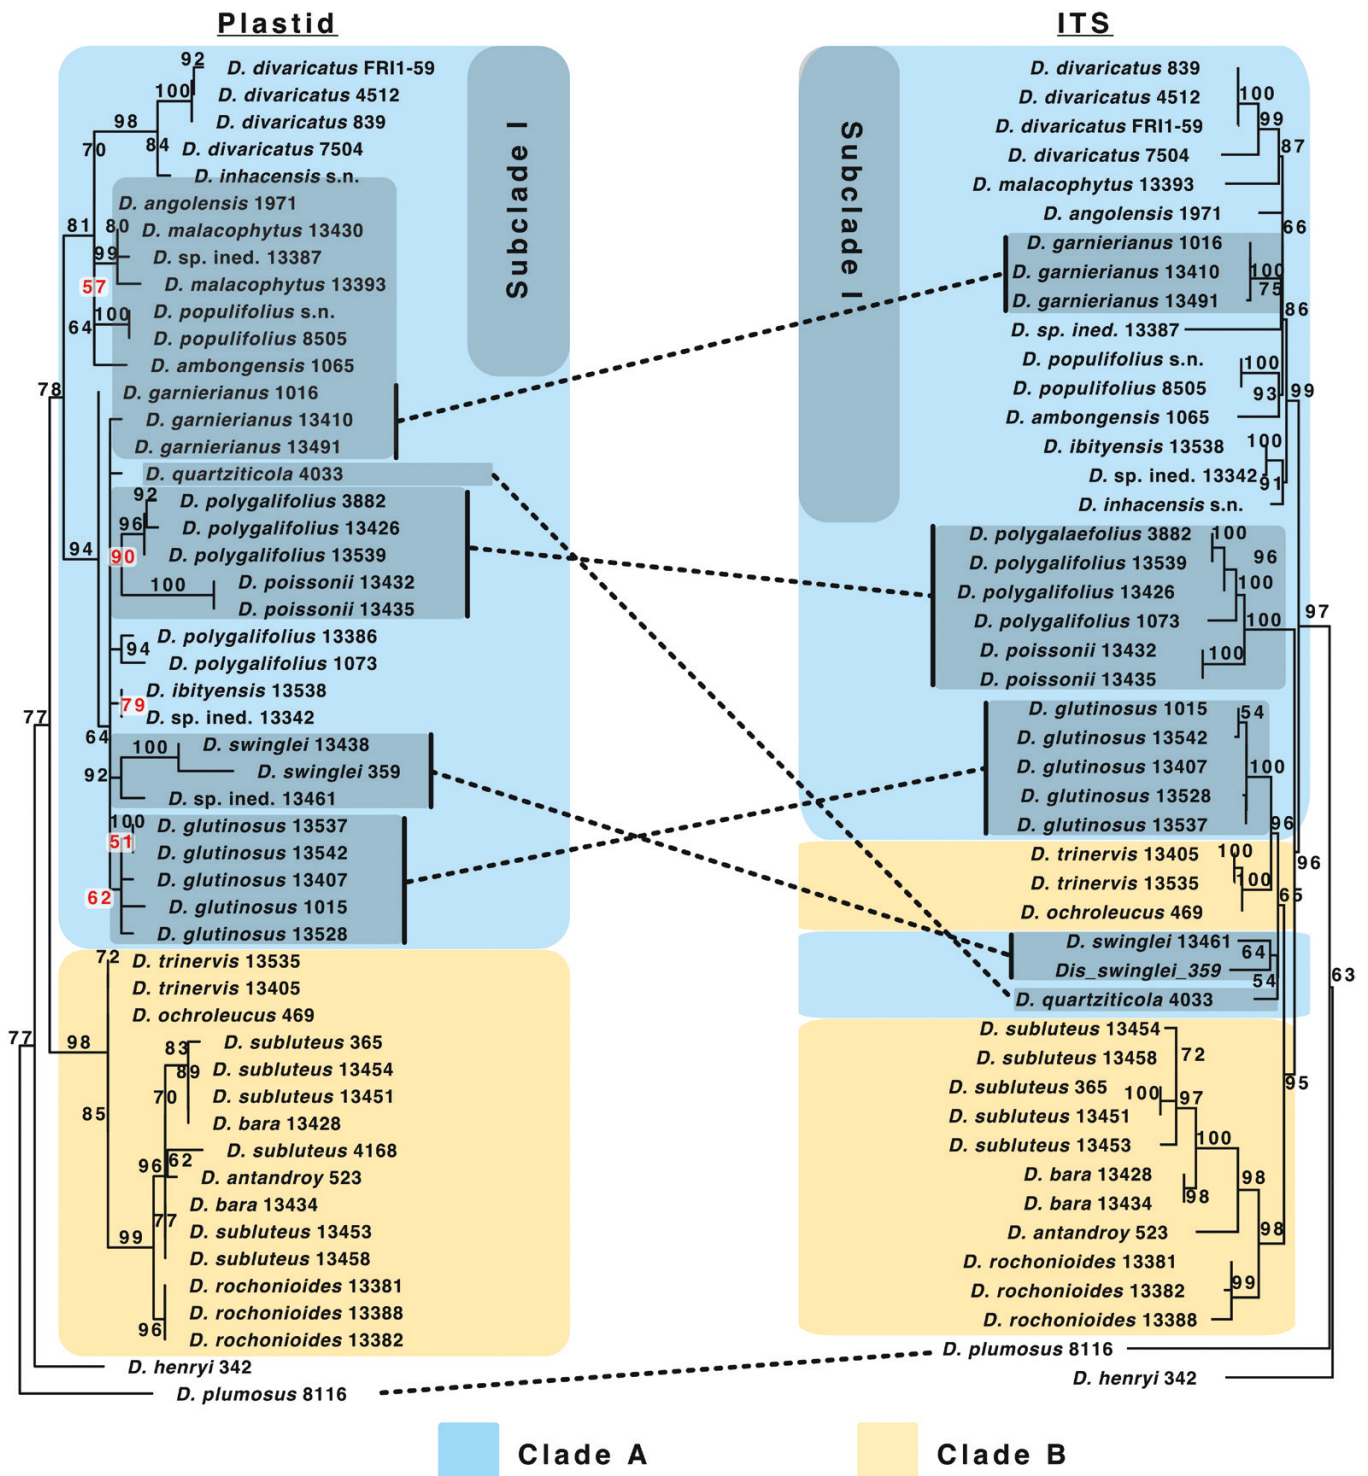 Plastid
92
D. divaricatus FRI1-59
100
D. divaricatus 4512
98
D. divaricatus 839
70
84
D. divaricatus 7504
D. inhacensis s.n.
D. angolensis 1971
81
80
D. malacophytus 13430
99
D. sp. ined. 13387
57
D. malacophytus 13393
100
D. populifolius s.n.
64
D. populifolius 8505
D. ambongensis 1065
78
D. garnierianus 1016
D. garnierianus 13410
D. garnierianus 13491
D. quartziticola 4033
92
D. polygalifolius 3882
96
D. polygalifolius 13426
94
90
D. polygalifolius 13539
100
D. poissonii 13432
D. poissonii 13435
D. polygalifolius 13386
94
D. polygalifolius 1073
D. ibityensis 13538
79
77
D. sp. ined. 13342
64
100
D. swinglei 13438
92
D. swinglei 359
D. sp. ined. 13461
100
D. glutinosus 13537
51
D. glutinosus 13542
D. glutinosus 13407
62
D. glutinosus 1015
D. glutinosus 13528
72
D. trinervis 13535
D. trinervis 13405
D. ochroleucus 469
77
98
83
D. subluteus 365
89
D. subluteus 13454
70
D. subluteus 13451
85
D. bara 13428
D. subluteus 4168
96
62
D. antandroy 523
D. bara 13434
77
D. subluteus 13453
99
D. subluteus 13458
D. rochonioides 13381
D. rochonioides 13388
96
D. rochonioides 13382
D. henryi 342
D. plumosus 8116
Subclade I
ITS
D. divaricatus 839
100
D. divaricatus 4512
99
D. divaricatus FRI1-59
87
D. divaricatus 7504
D. malacophytus 13393
D. angolensis 1971
66
D. garnierianus 1016
D. garnierianus 13410
100
75
D. garnierianus 13491
86
D. sp. ined. 13387
D. populifolius s.n.
100
D. populifolius 8505
93
99
D. ambongensis 1065
D. ibityensis 13538
100
D. sp. ined. 13342
91
D. inhacensis s.n.
D. polygalaefolius 3882
100
96
D. polygalifolius 13539
100
D. polygalifolius 13426
97
D. polygalifolius 1073
100
D. poissonii 13432
100
D. poissonii 13435
D. glutinosus 1015
54
D. glutinosus 13542
D. glutinosus 13407
100
D. glutinosus 13528
D. glutinosus 13537
96
D. trinervis 13405
100
96
D. trinervis 13535
100
65
D. ochroleucus 469
D. swinglei 13461
64
Dis_swinglei_359
54
63
D. quartziticola 4033
D. subluteus 13454
72
D. subluteus 13458
95
D. subluteus 365
100
97
D. subluteus 13451
100
D. subluteus 13453
D. bara 13428
98
98
D. bara 13434
D. antandroy 523
98
D. rochonioides 13381
99
D. rochonioides 13382
D. rochonioides 13388
D. plumosus 8116
D. henryi 342
Subclade I
Clade A
Clade B